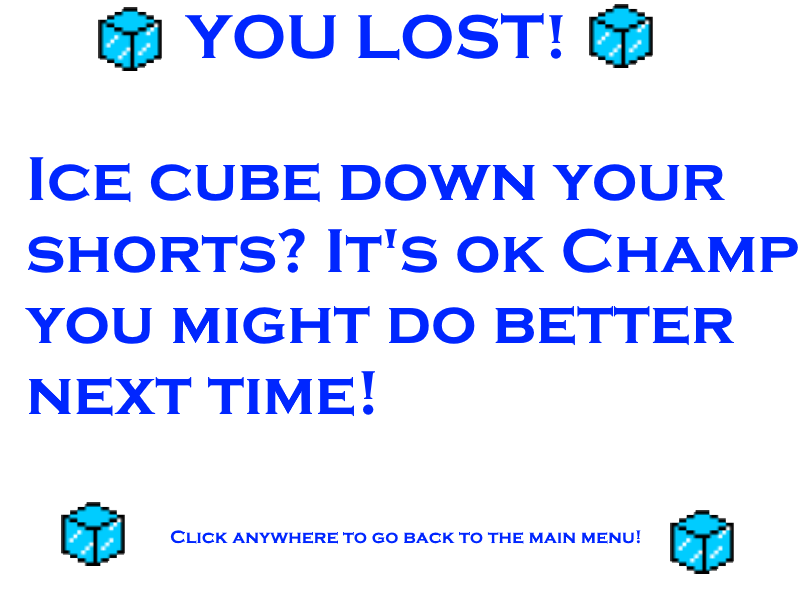 YOU LOST!
Ice cube down your
shorts? It's ok Champ
you might do better
next time!
Click anywhere to go back to the main menu!